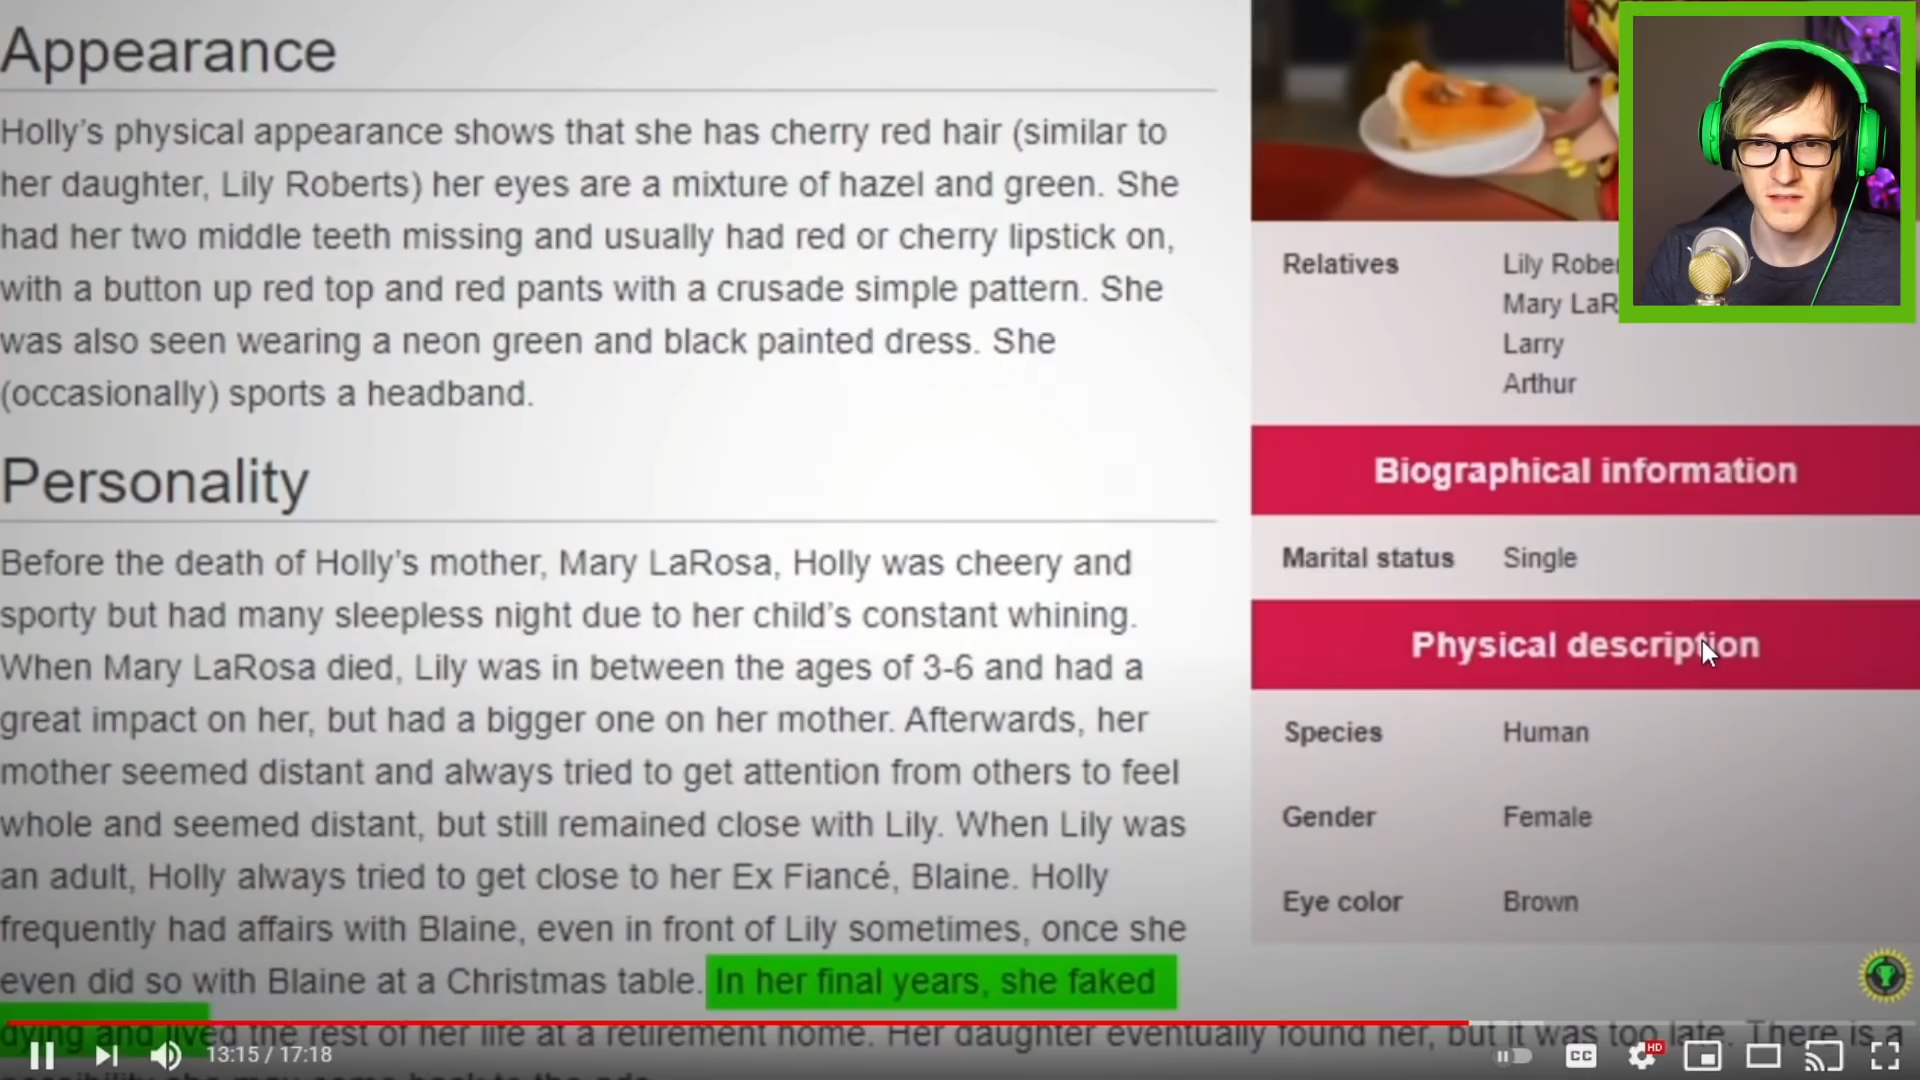 Appearance
Holly's physical appearance shows that she has cherry red hair (similar to
her daughter, Lily Roberts) her eyes are a mixture of hazel and green. She
had her two middle teeth missing and usually had red or cherry lipstick on,
with a button up red top and red pants with a crusade simple pattern. She
was also seen wearing a neon green and black painted dress. She
(occasionally) sports a headband.
Personality
Before the death of Holly's mother, Mary LaRosa, Holly was cheery and
sporty but had many sleepless night due to her child's constant whining.
When Mary LaRosa died, Lily was in between the ages of 3-6 and had a
great impact on her, but had a bigger one on her mother. Afterwards, her
mother seemed distant and always tried to get attention from others to feel
whole and seemed distant, but still remained close with Lily. When Lily was
an adult, Holly always tried to get close to her Ex Fiancé, Blaine. Holly
frequently had affairs with Blaine, even in front of Lily sometimes, once she
even did so with Blaine at a Christmas table. In her final years, she faked
dying and lived the rest of her life at a retirement home. Her daughter eventually found her, but it was too late. There is a
Relatives
Lily
Mary
Larry
Arthur
Biographical information
Marital status Single
Physical description
Species Human
Gender Female
Eye color Brown
13:15 / 17:18
CC
HD